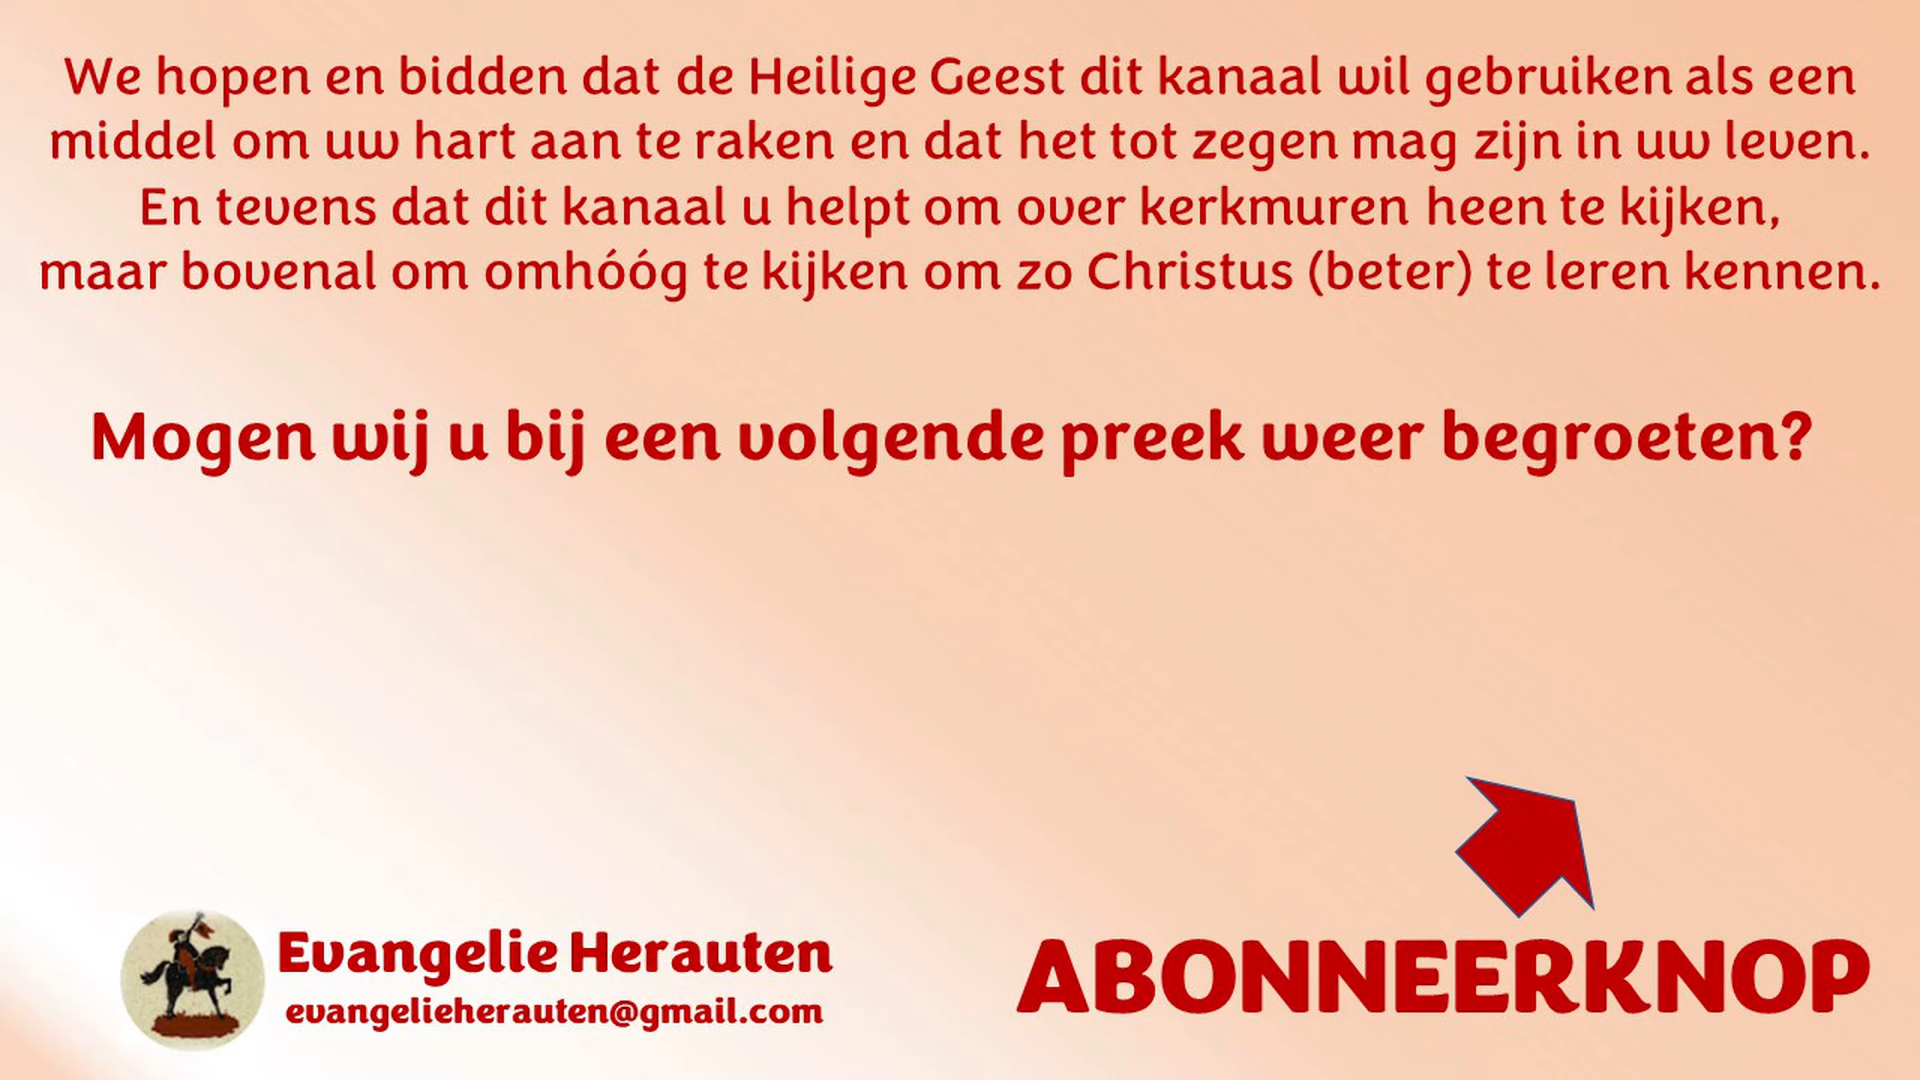 We hopen en bidden dat de Heilige Geest dit kanaal wil gebruiken als een
middel om uw hart aan te raken en dat het tot zegen mag zijn in uw leven.
En tevens dat dit kanaal u helpt om over kerkmuren heen te kijken,
maar bovenal om omhóóg te kijken om zo Christus (beter) te leren kennen.
Mogen wij u bij een volgende preek weer begroeten?
Evangelie Herauten
evangelieherauten@gmail.com
ABONNEERKNOP